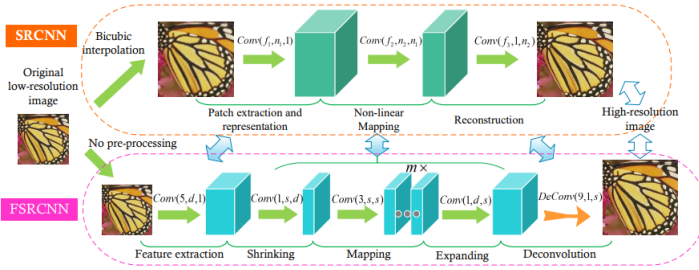 SRCNN
Bicubic
interpolation
Original
low-resolution
image
Conv(f₁,n₁,1)
Conv(f₂,n₂,n₁)
Conv(f₃,1,n₂)
Patch extraction and
representation
Non-linear
Mapping
Reconstruction
High-resolution
image
No pre-processing
FSRCNN
m×
Conv(5,d,1)
Conv(1,s,d)
Conv(3,s,s)
Conv(1,d,s)
DeConv(9,1,s)
Feature extraction
Shrinking
Mapping
Expanding
Deconvolution